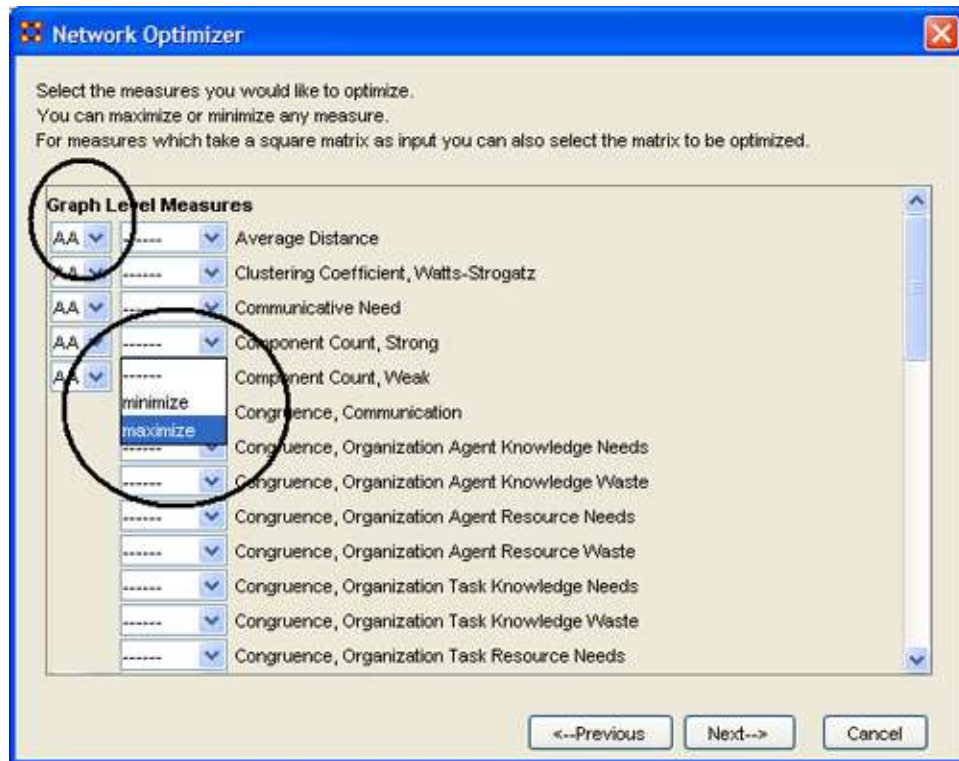 Network Optimizer
Select the measures you would like to optimize.
You can maximize or minimize any measure.
For measures which take a square matrix as input you can also select the matrix to be optimized.
Graph Level Measures
AA ------ Average Distance
AA ------ Clustering Coefficient, Watts-Strogatz
AA ------ Communicative Need
AA ------ Component Count, Strong
AA ------ Component Count, Weak
minimize Congruence, Communication
maximize
------ Congruence, Organization Agent Knowledge Needs
------ Congruence, Organization Agent Knowledge Waste
------ Congruence, Organization Agent Resource Needs
------ Congruence, Organization Agent Resource Waste
------ Congruence, Organization Task Knowledge Needs
------ Congruence, Organization Task Knowledge Waste
------ Congruence, Organization Task Resource Needs
<--Previous Next--> Cancel